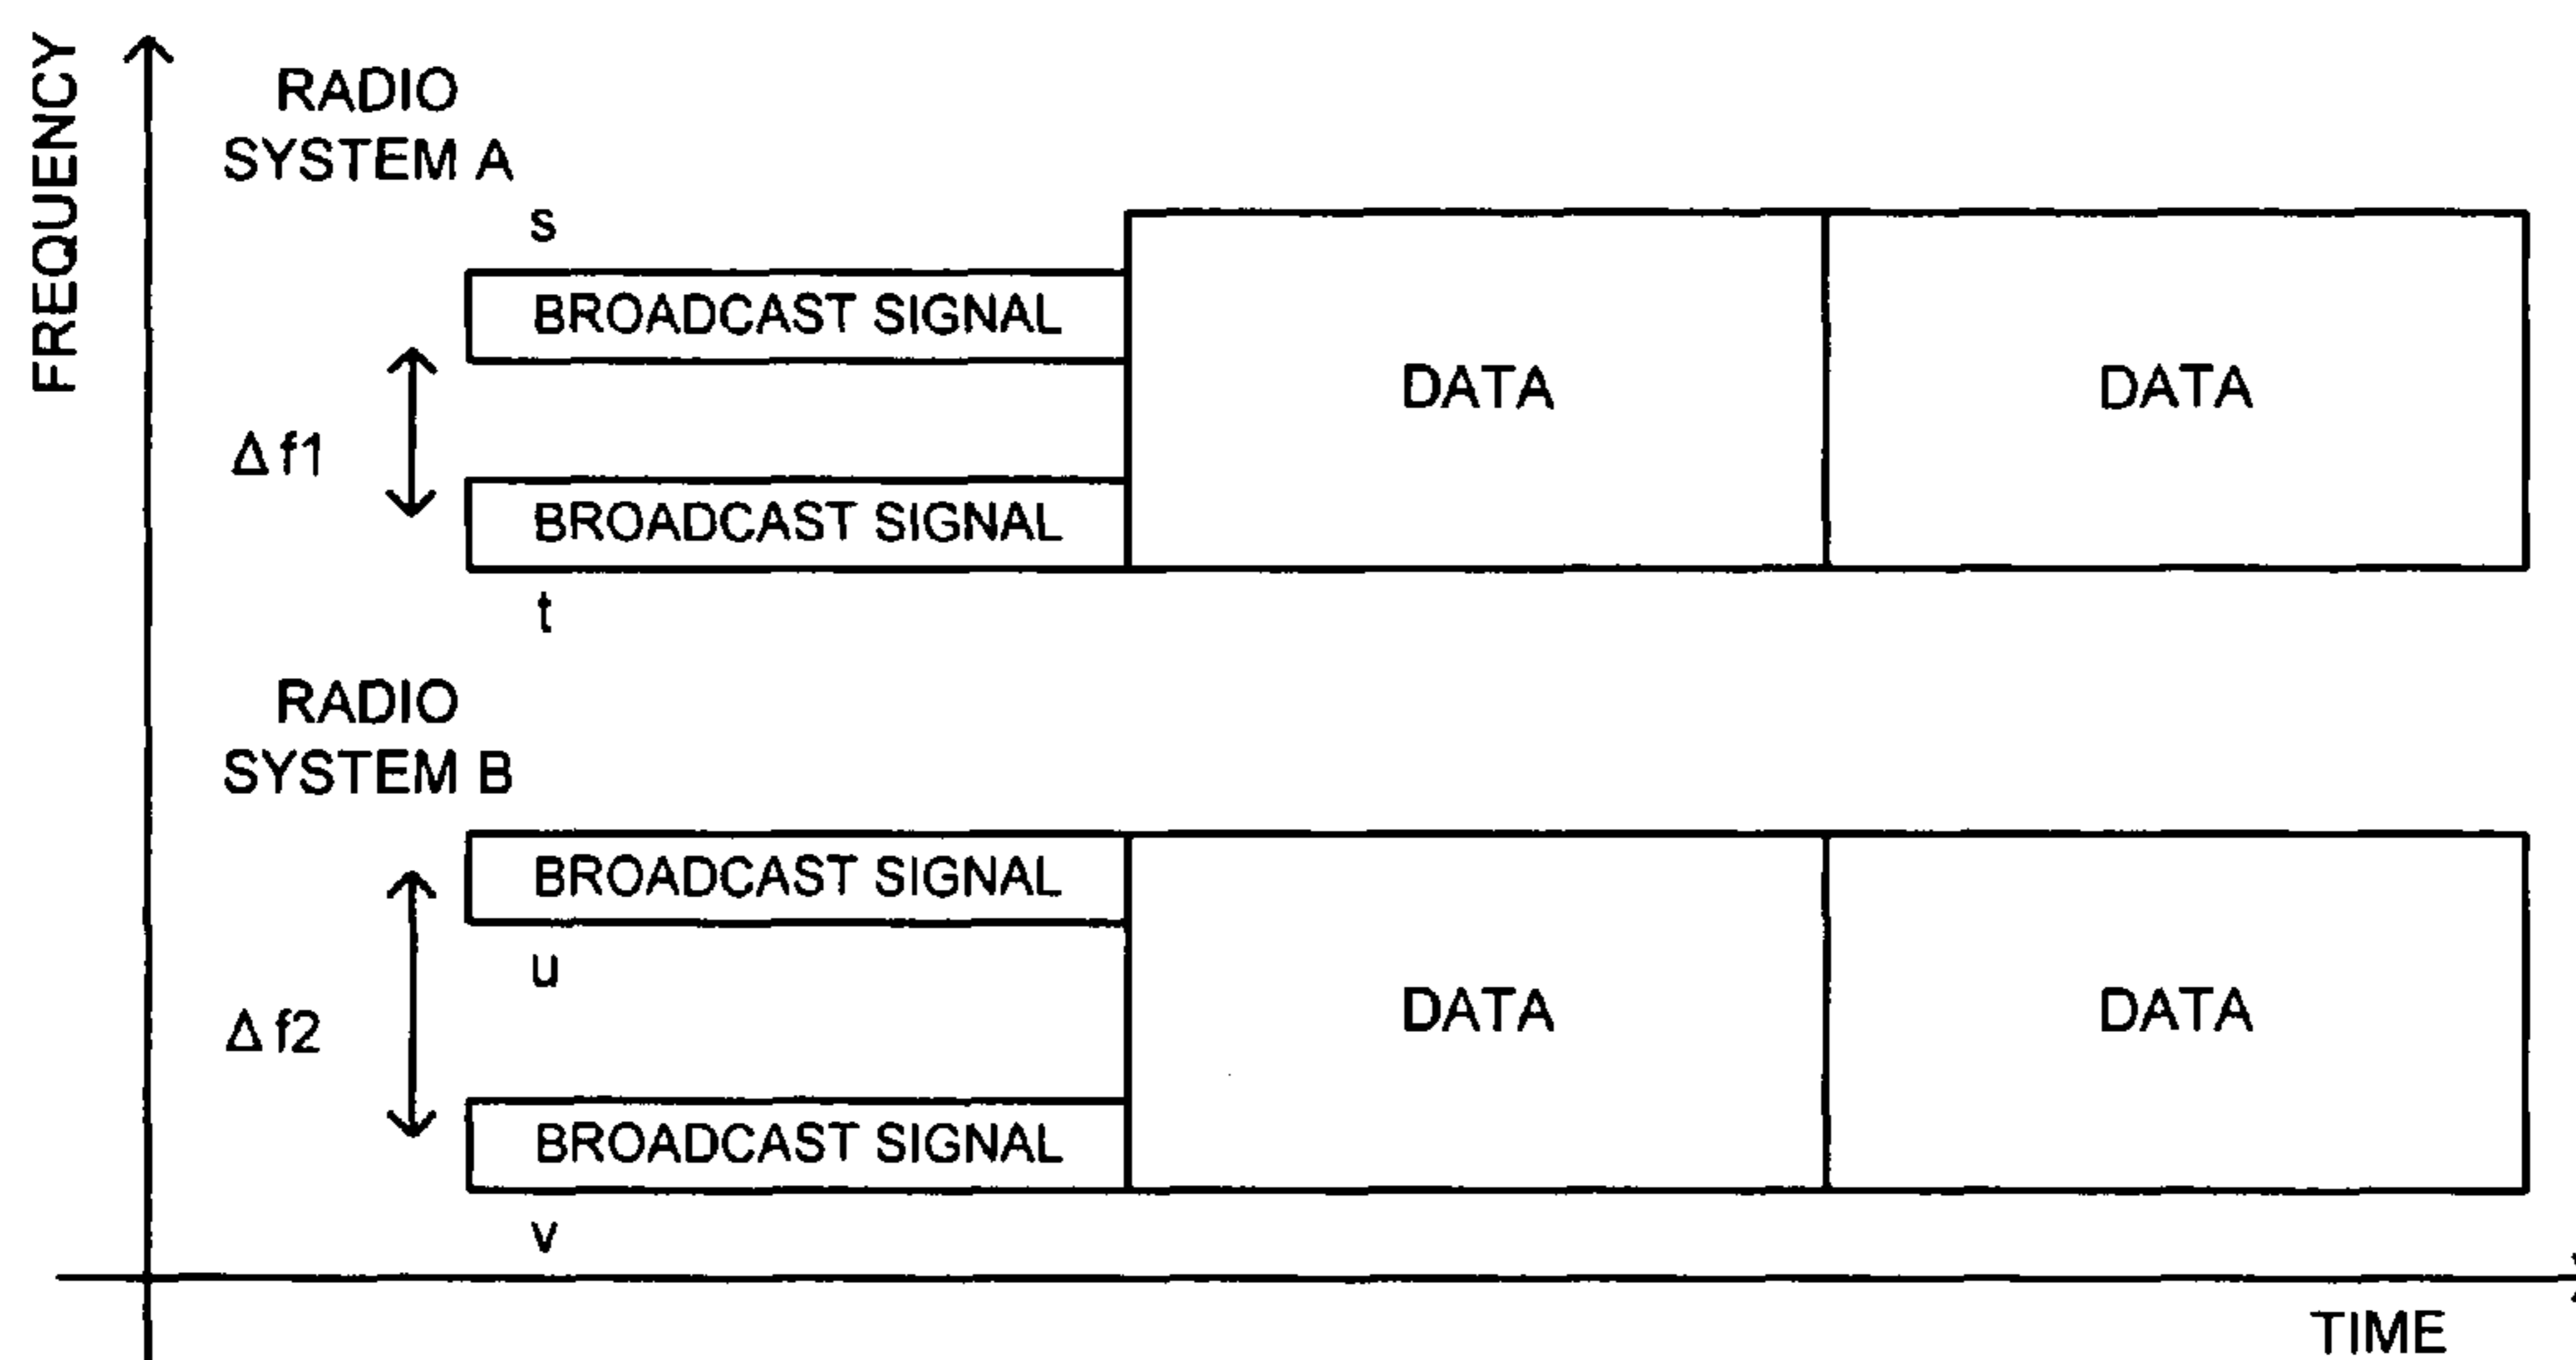 FREQUENCY
RADIO
SYSTEM A
s
BROADCAST SIGNAL
Δf1
BROADCAST SIGNAL
t
DATA
DATA
RADIO
SYSTEM B
BROADCAST SIGNAL
u
Δf2
BROADCAST SIGNAL
v
DATA
DATA
TIME